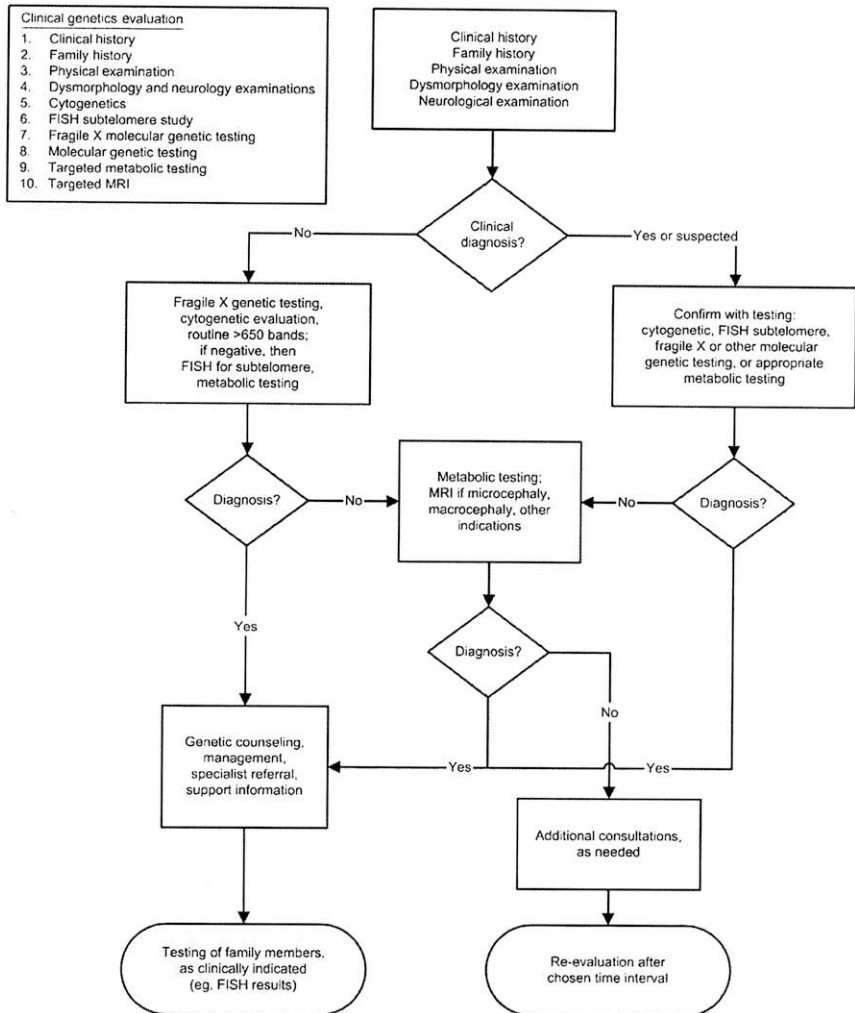 Clinical genetics evaluation
1. Clinical history
2. Family history
3. Physical examination
4. Dysmorphology and neurology examinations
5. Cytogenetics
6. FISH subtelomere study
7. Fragile X molecular genetic testing
8. Molecular genetic testing
9. Targeted metabolic testing
10. Targeted MRI
Clinical history
Family history
Physical examination
Dysmorphology examination
Neurological examination
Clinical
diagnosis?
No
Yes or suspected
Fragile X genetic testing,
cytogenetic evaluation,
routine >650 bands;
if negative, then
FISH for subtelomere,
metabolic testing
Confirm with testing:
cytogenetic, FISH subtelomere,
fragile X or other molecular
genetic testing, or appropriate
metabolic testing
Diagnosis?
No
Metabolic testing;
MRI if microcephaly,
macrocephaly, other
indications
No
Diagnosis?
Yes
Diagnosis?
No
Genetic counseling,
management,
specialist referral,
support information
Yes
Yes
Additional consultations,
as needed
Testing of family members,
as clinically indicated
(eg. FISH results)
Re-evaluation after
chosen time interval